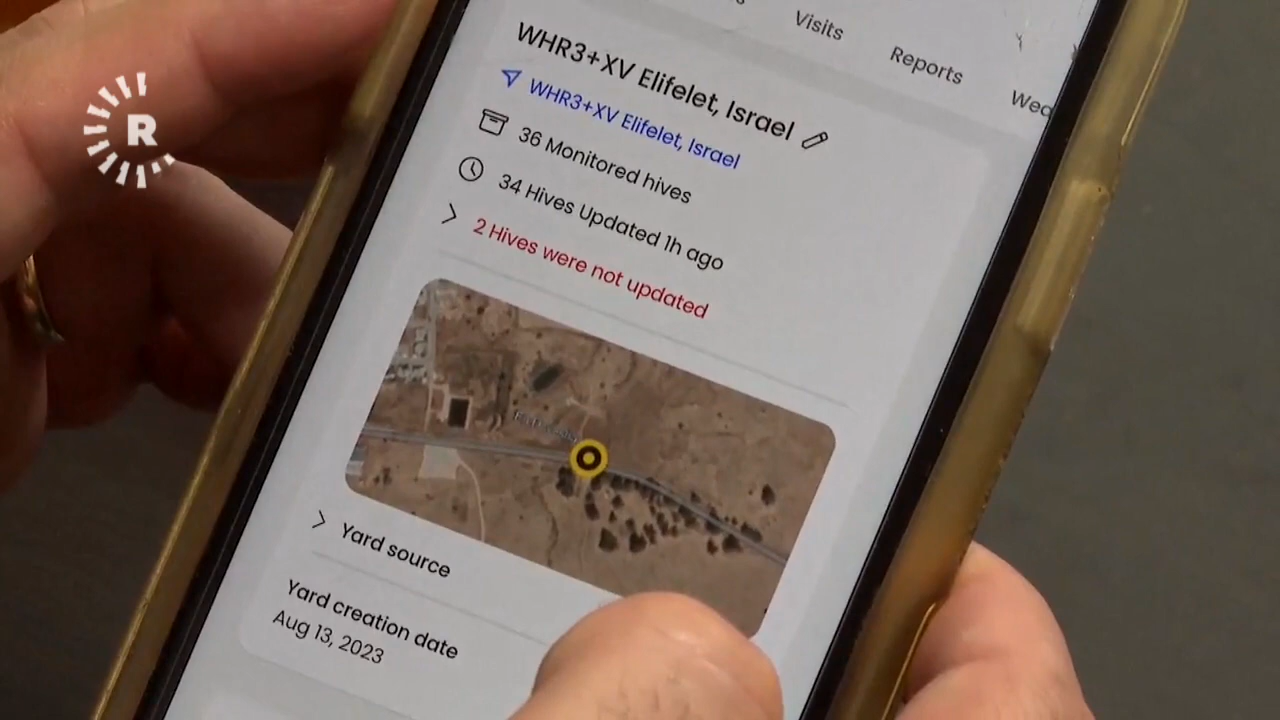 R
Visits
Reports
WHR3+XV Elifelet, Israel
WHR3+XV Elifelet, Israel
36 Monitored hives
34 Hives Updated 1h ago
2 Hives were not updated
Yard source
Yard creation date
Aug 13, 2023